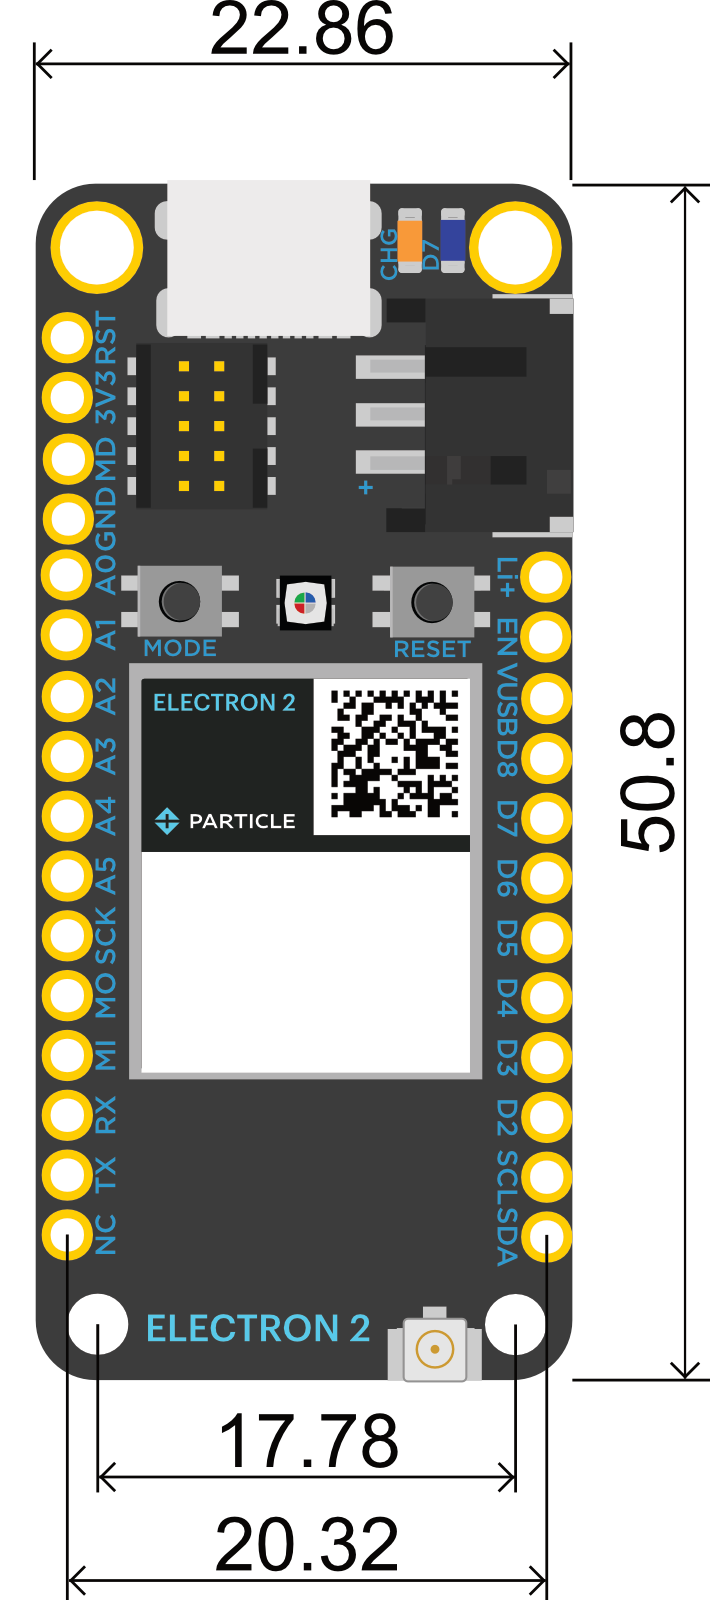 22.86
CHG
D7
RST
3V3
MD
GND
A0
A1
A2
A3
A4
A5
SCK
MO
MI
RX
TX
NC
+
MODE
RESET
Li+
EN
VUSB
D8
D7
D6
D5
D4
D3
D2
SCL
SDA
ELECTRON 2
PARTICLE
50.8
ELECTRON 2
17.78
20.32